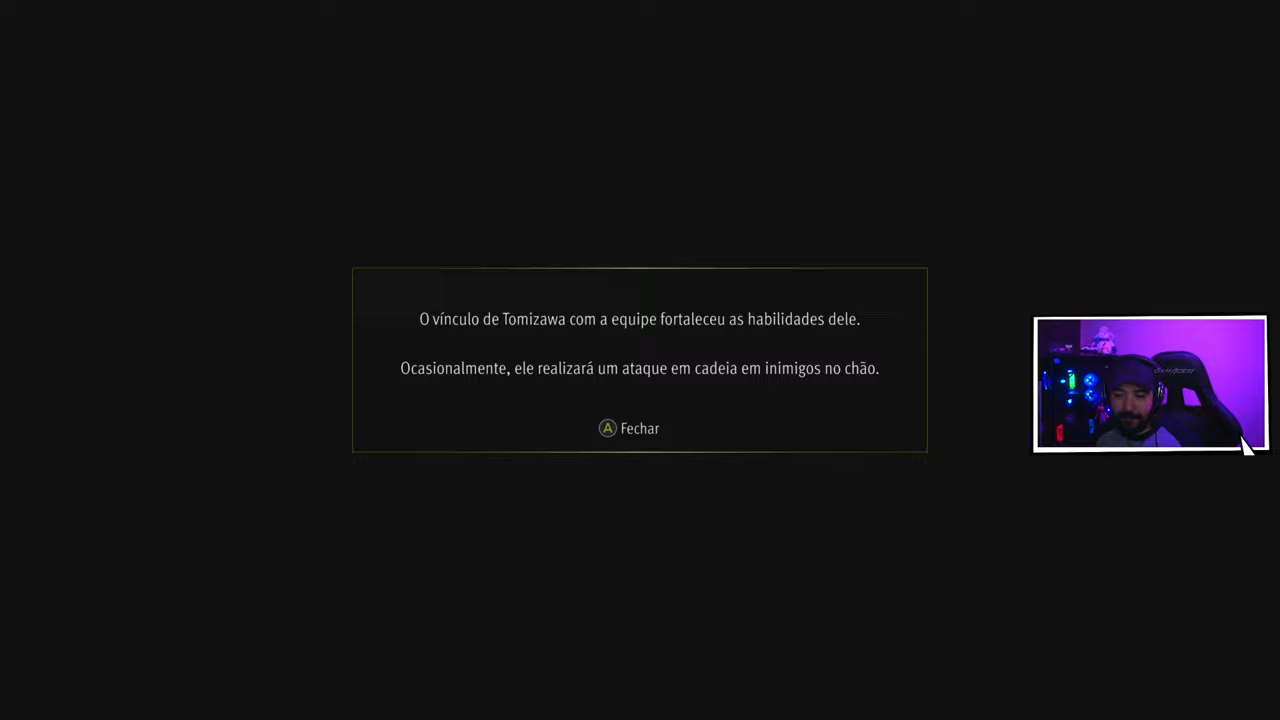 O vínculo de Tomizawa com a equipe fortaleceu as habilidades dele.
Ocasionalmente, ele realizará um ataque em cadeia em inimigos no chão.
A Fechar